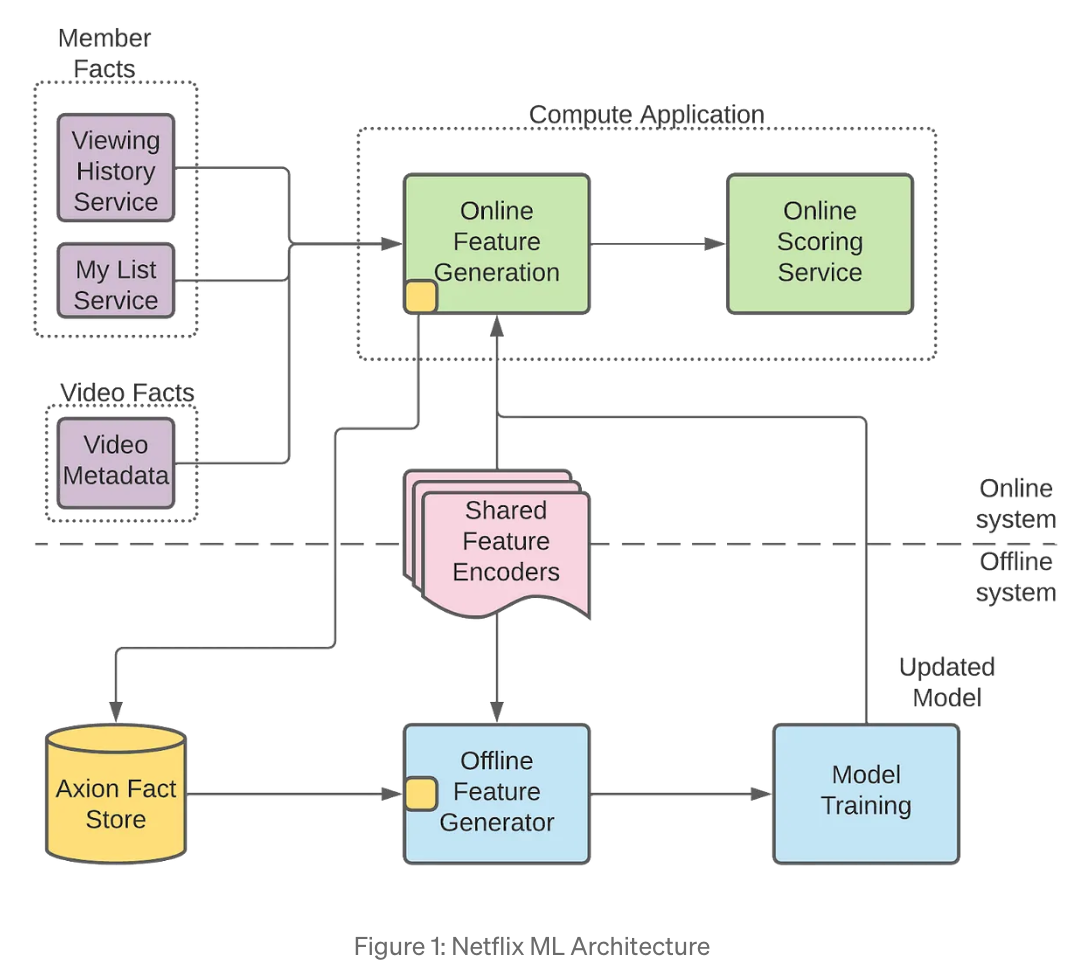 Member
Facts
Viewing
History
Service
My List
Service
Video Facts
Video
Metadata
Compute Application
Online
Feature
Generation
Online
Scoring
Service
Shared
Feature
Encoders
Online
system
Offline
system
Updated
Model
Axion Fact
Store
Offline
Feature
Generator
Model
Training
Figure 1: Netflix ML Architecture